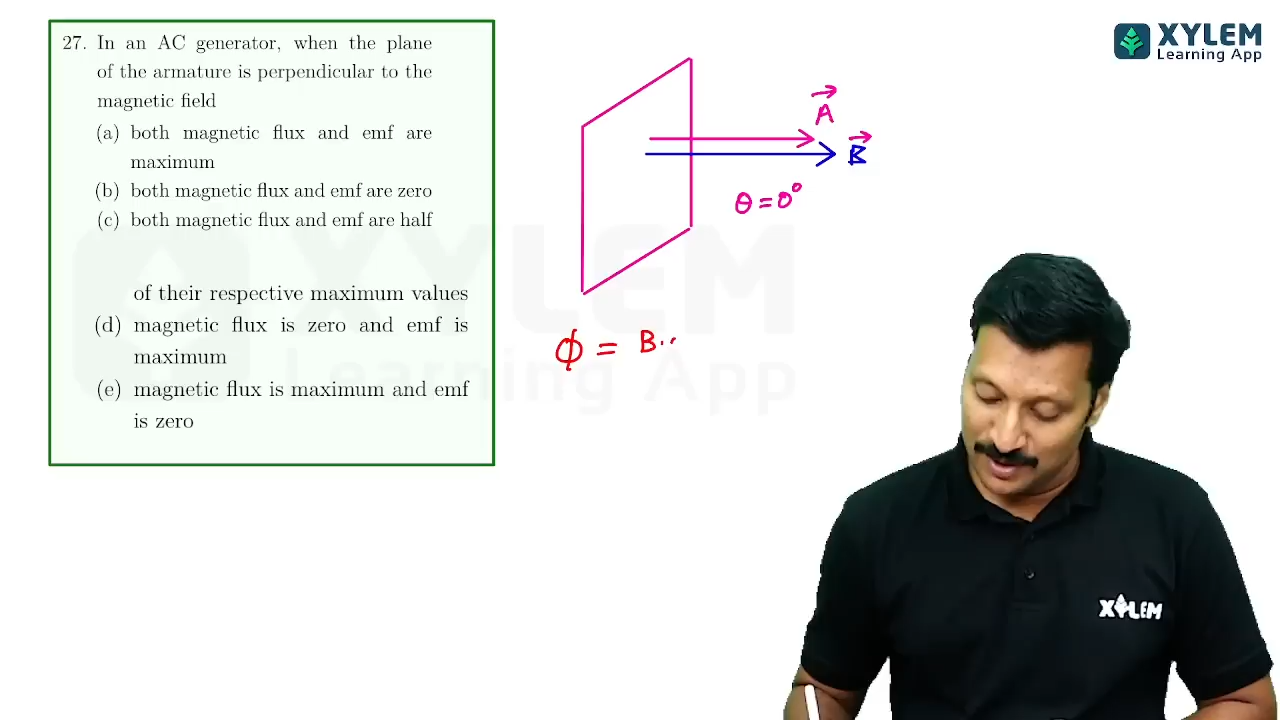 27. In an AC generator, when the plane
of the armature is perpendicular to the
magnetic field
(a) both magnetic flux and emf are
maximum
(b) both magnetic flux and emf are zero
(c) both magnetic flux and emf are half
of their respective maximum values
(d) magnetic flux is zero and emf is
maximum
(e) magnetic flux is maximum and emf
is zero
A
B
θ = 0°
ϕ = B..
XYLEM
Learning App
XYLEM
Learning App
XYLEM